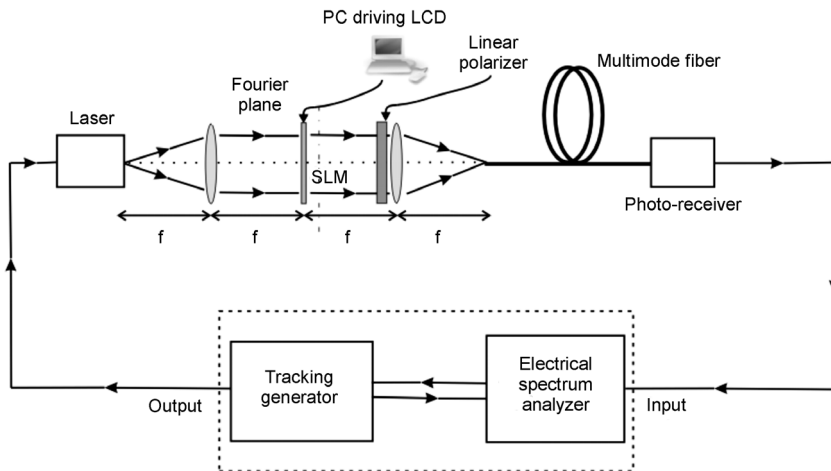 PC driving LCD
Linear
polarizer
Multimode fiber
Fourier
plane
Laser
SLM
Photo-receiver
f
f
f
f
Tracking
generator
Electrical
spectrum
analyzer
Output
Input